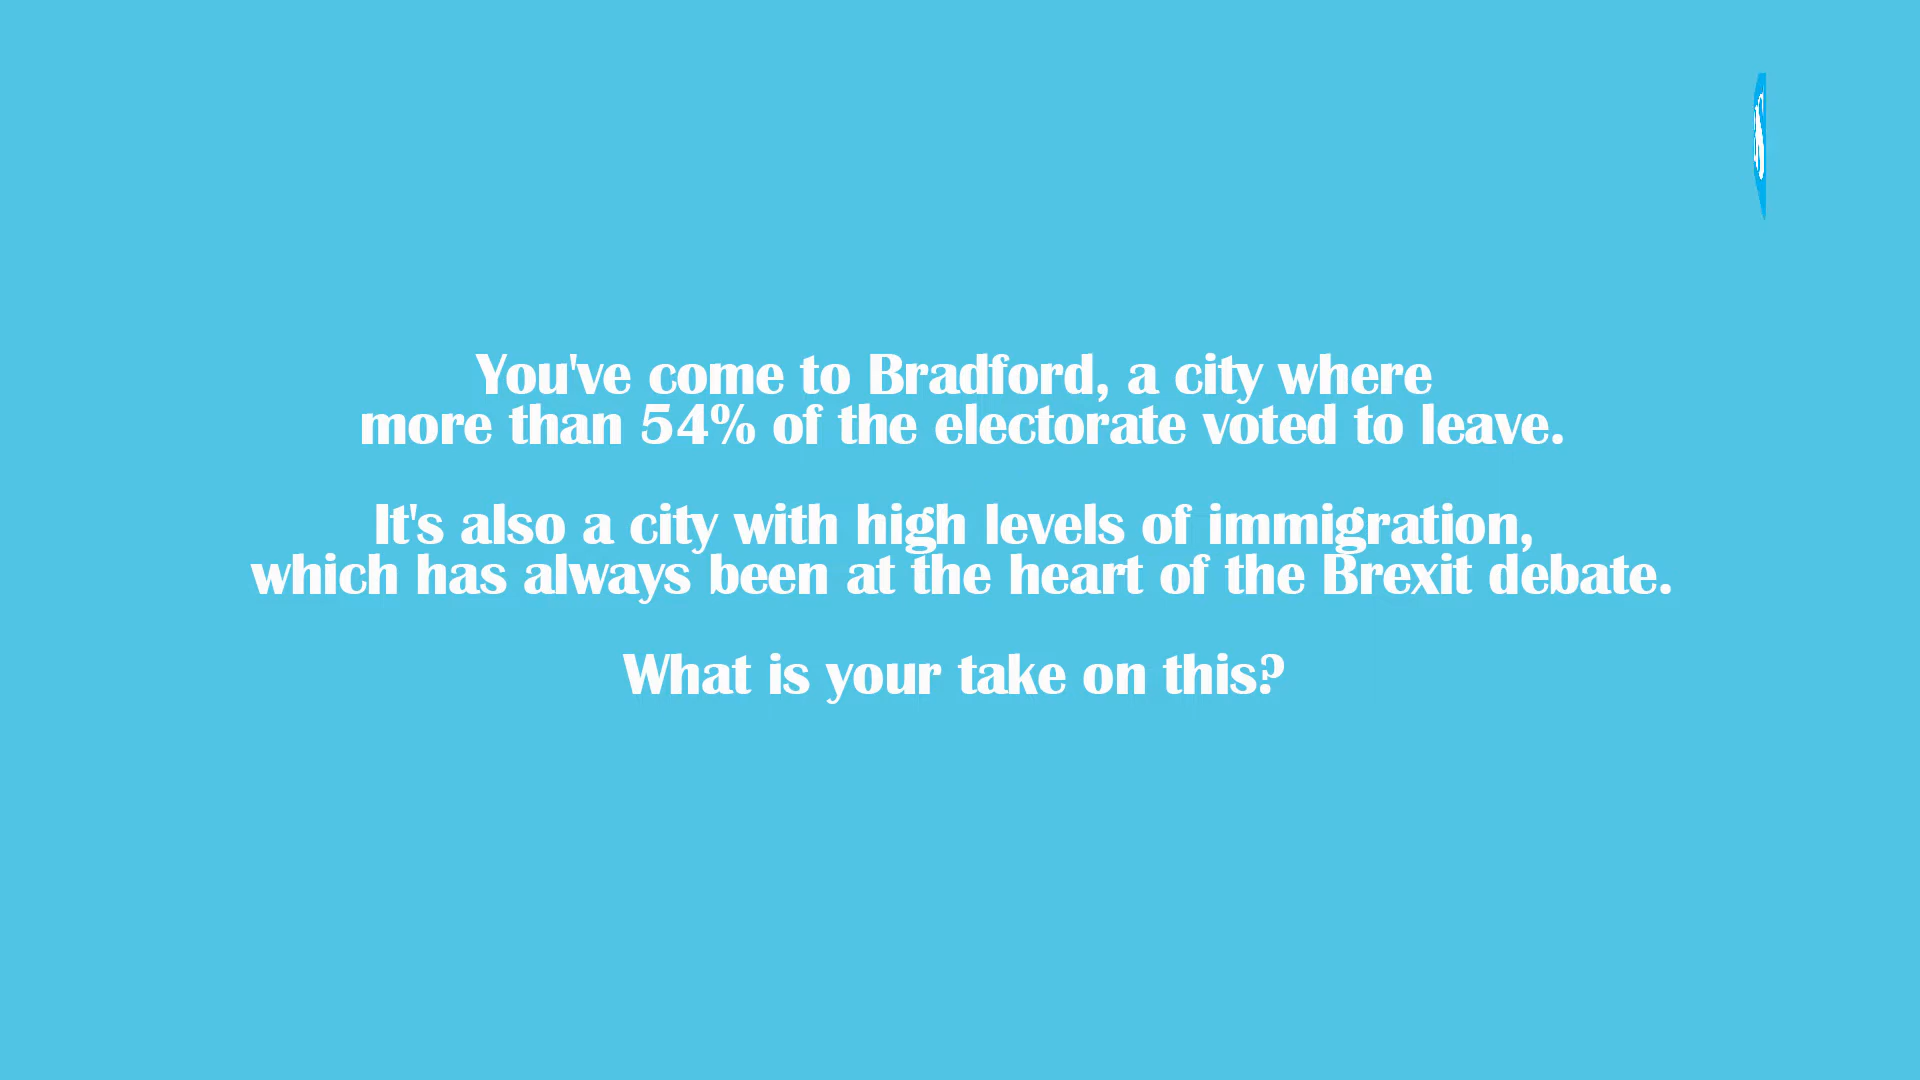 You've come to Bradford, a city where
more than 54% of the electorate voted to leave.
It's also a city with high levels of immigration,
which has always been at the heart of the Brexit debate.
What is your take on this?